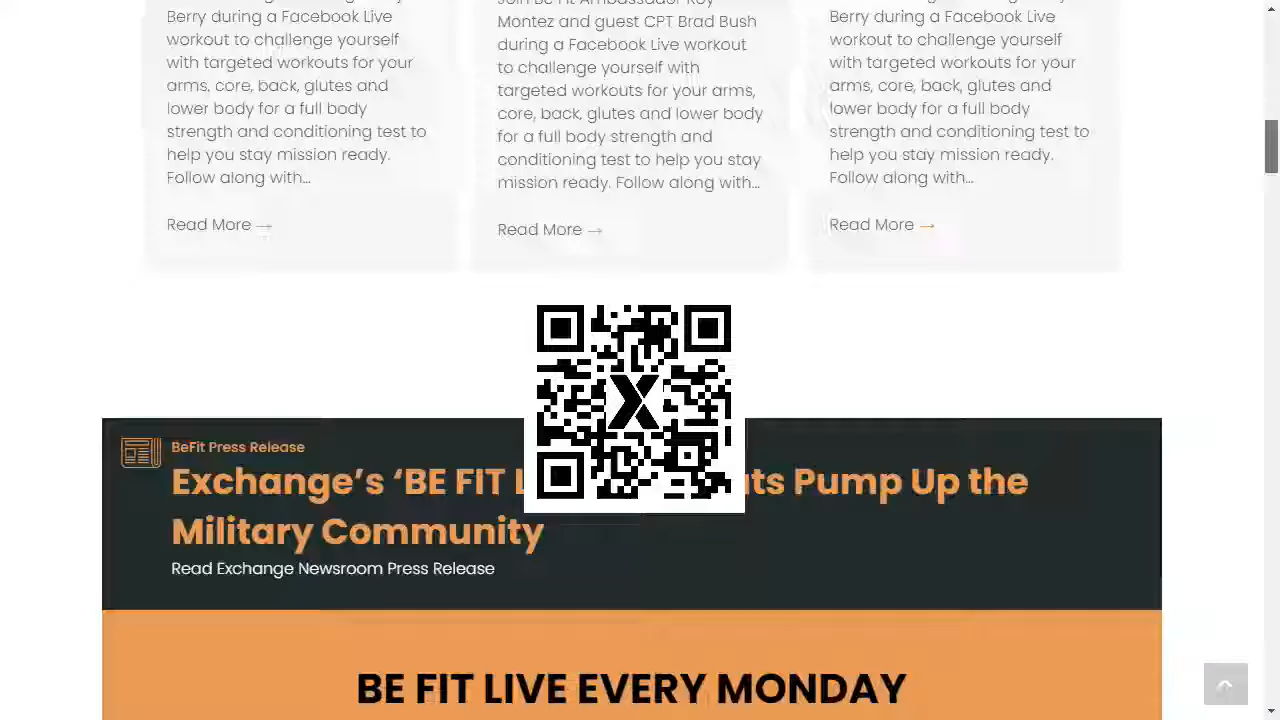 Berry during a Facebook Live
workout to challenge yourself
with targeted workouts for your
arms, core, back, glutes and
lower body for a full body
strength and conditioning test to
help you stay mission ready.
Follow along with...
Read More →
Montez and guest CPT Brad Bush
during a Facebook Live workout
to challenge yourself with
targeted workouts for your arms,
core, back, glutes and lower body
for a full body strength and
conditioning test to help you stay
mission ready. Follow along with...
Read More →
Berry during a Facebook Live
workout to challenge yourself
with targeted workouts for your
arms, core, back, glutes and
lower body for a full body
strength and conditioning test to
help you stay mission ready.
Follow along with...
Read More →
X
BeFit Press Release
Exchange's 'BE FIT Pump Up the
Military Community
Read Exchange Newsroom Press Release
BE FIT LIVE EVERY MONDAY